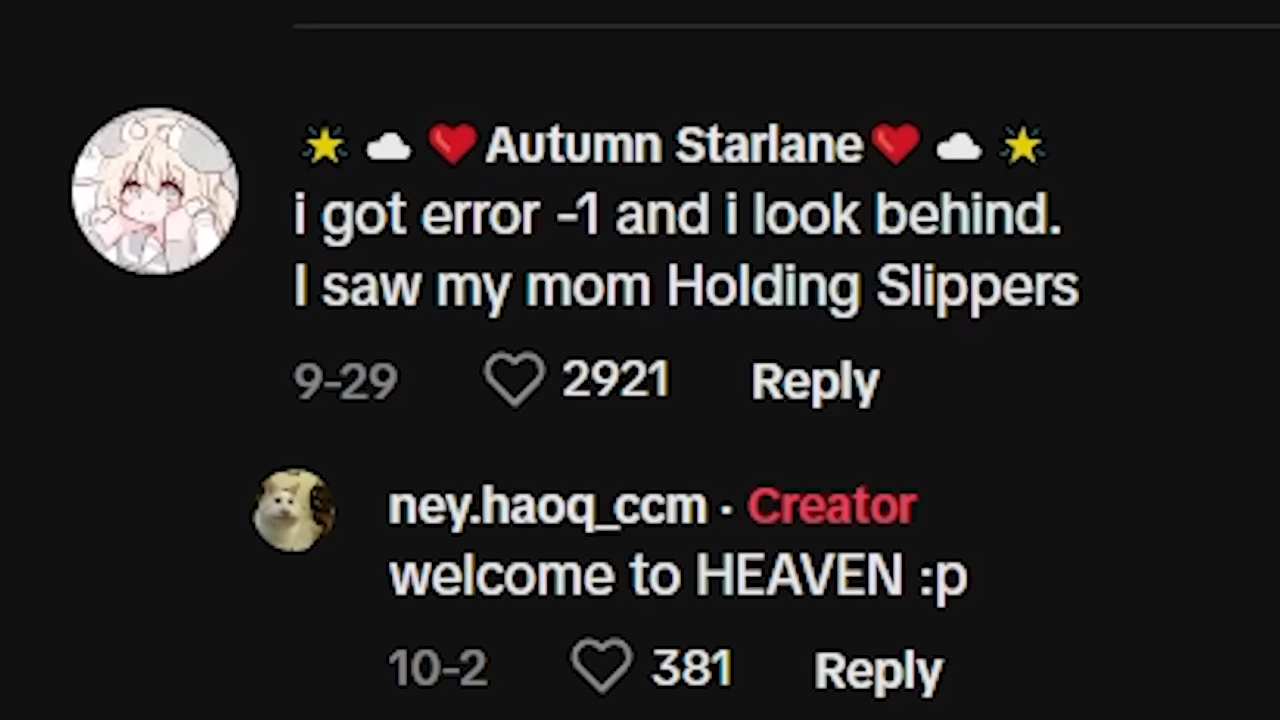 🌟 ☁️ ❤️Autumn Starlane❤️ ☁️ 🌟
i got error -1 and i look behind.
I saw my mom Holding Slippers
9-29 2921 Reply
ney.haoq_ccm · Creator
welcome to HEAVEN :p
10-2 381 Reply